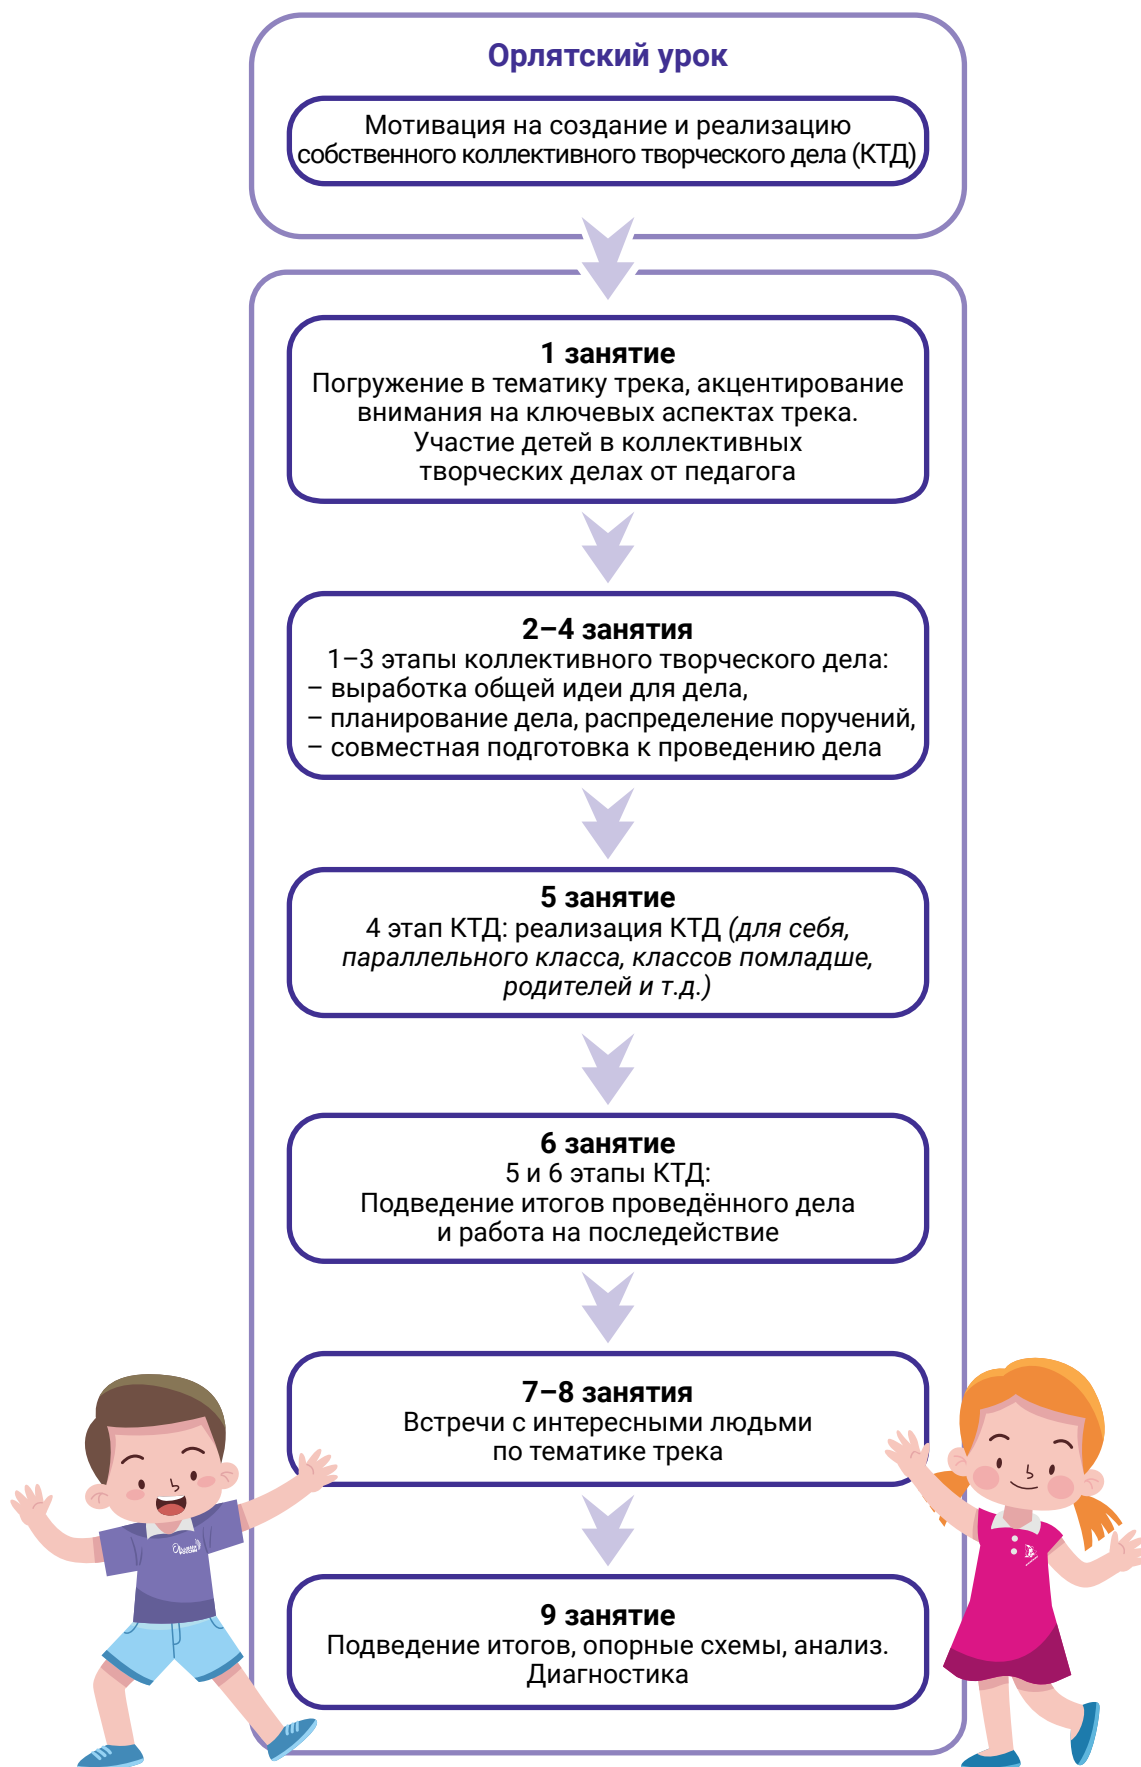 Орлятский урок
Мотивация на создание и реализацию
собственного коллективного творческого дела (КТД)
1 занятие
Погружение в тематику трека, акцентирование
внимания на ключевых аспектах трека.
Участие детей в коллективных
творческих делах от педагога
2–4 занятия
1–3 этапы коллективного творческого дела:
– выработка общей идеи для дела,
– планирование дела, распределение поручений,
– совместная подготовка к проведению дела
5 занятие
4 этап КТД: реализация КТД (для себя,
параллельного класса, классов помладше,
родителей и т.д.)
6 занятие
5 и 6 этапы КТД:
Подведение итогов проведённого дела
и работа на последействие
7–8 занятия
Встречи с интересными людьми
по тематике трека
9 занятие
Подведение итогов, опорные схемы, анализ.
Диагностика